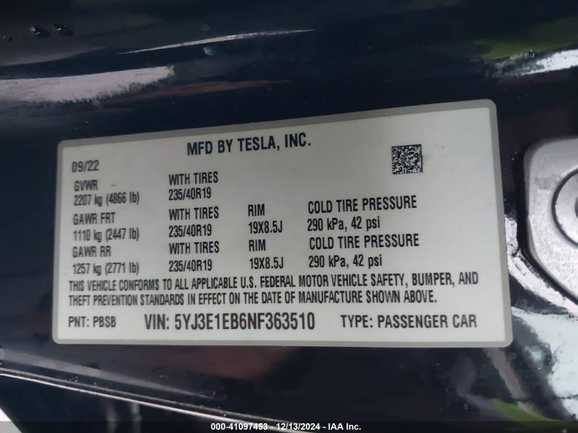 MFD BY TESLA, INC.
09/22
GVWR - WITH TIRES
2207 kg (4866 lb) 235/40R19
GAWR FRT WITH TIRES RIM COLD TIRE PRESSURE
1110 kg (2447 lb) 235/40R19 19X8.5J 290 kPa, 42 psi
GAWR RR WITH TIRES RIM COLD TIRE PRESSURE
1257 kg (2771 lb) 235/40R19 19X8.5J 290 kPa, 42 psi
THIS VEHICLE CONFORMS TO ALL APPLICABLE U.S. FEDERAL MOTOR VEHICLE SAFETY, BUMPER, AND
THEFT PREVENTION STANDARDS IN EFFECT ON THE DATE OF MANUFACTURE SHOWN ABOVE.
PNT: PBSB VIN: 5YJ3E1EB6NF363510 TYPE: PASSENGER CAR
000-41097453 - 12/13/2024 - IAA Inc.